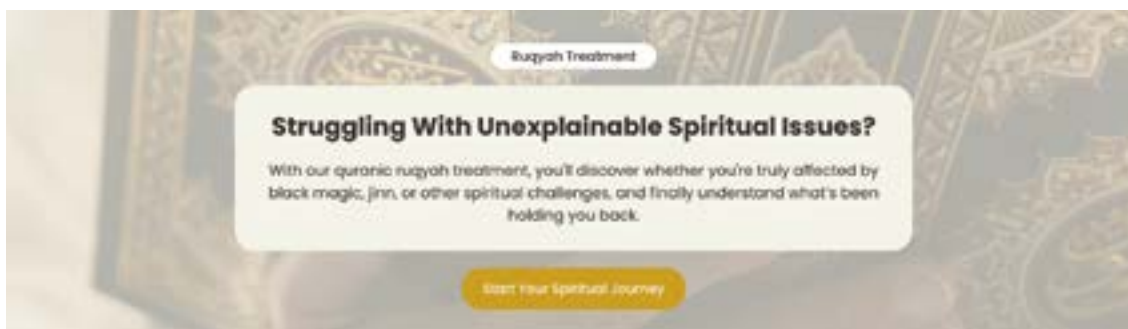 Ruqyah Treatment
Struggling With Unexplainable Spiritual Issues?
With our quranic ruqyah treatment, you'll discover whether you're truly affected by
black magic, jinn, or other spiritual challenges, and finally understand what's been
holding you back.
Start Your Spiritual Journey